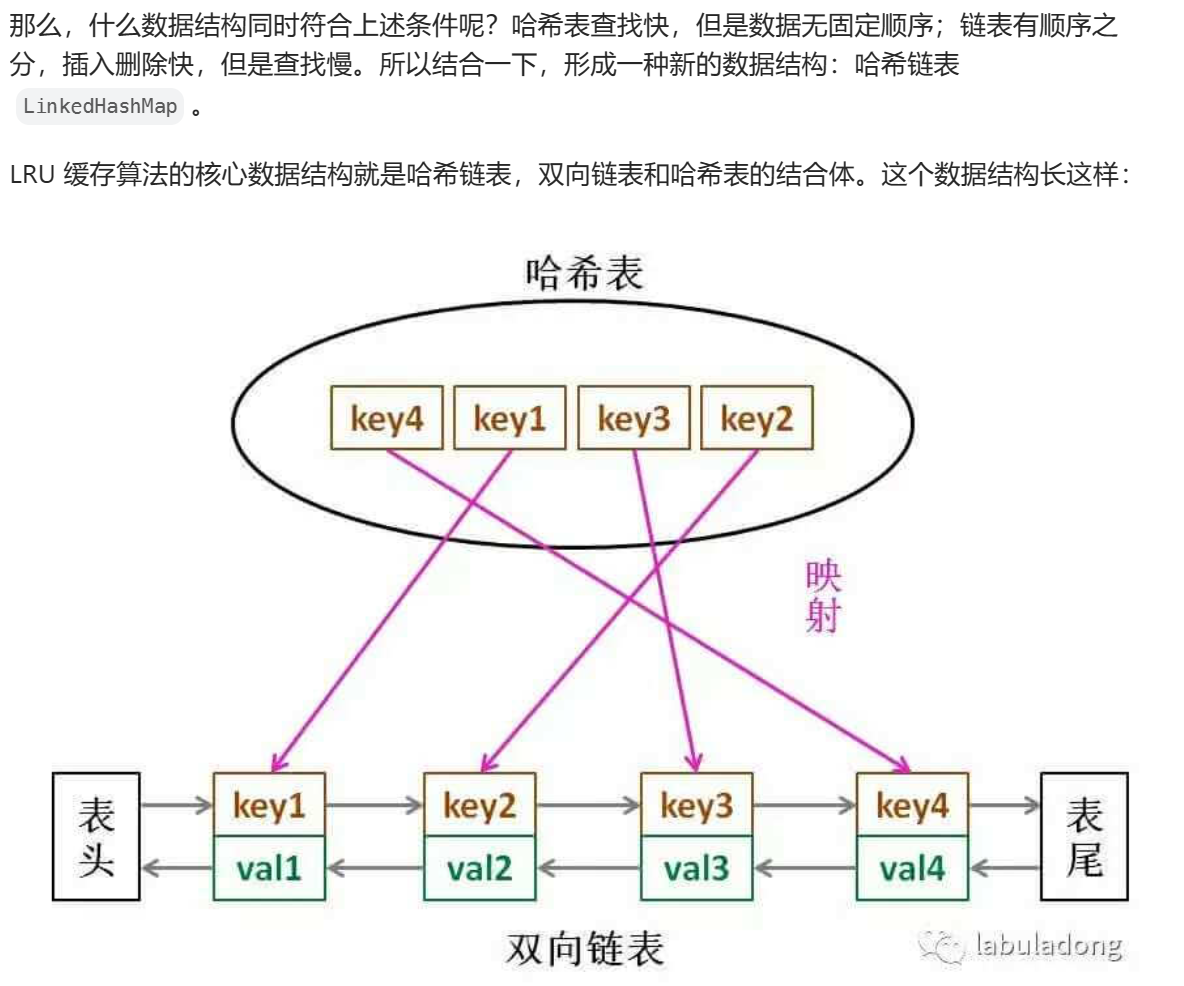 那么，什么数据结构同时符合上述条件呢？哈希表查找快，但是数据无固定顺序；链表有顺序之
分，插入删除快，但是查找慢。所以结合一下，形成一种新的数据结构：哈希链表
LinkedHashMap 。
LRU 缓存算法的核心数据结构就是哈希链表，双向链表和哈希表的结合体。这个数据结构长这样：
哈希表
key4 key1 key3 key2
映
射
表
头
key1 key2 key3 key4
val1 val2 val3 val4
表
尾
双向链表
labuladong